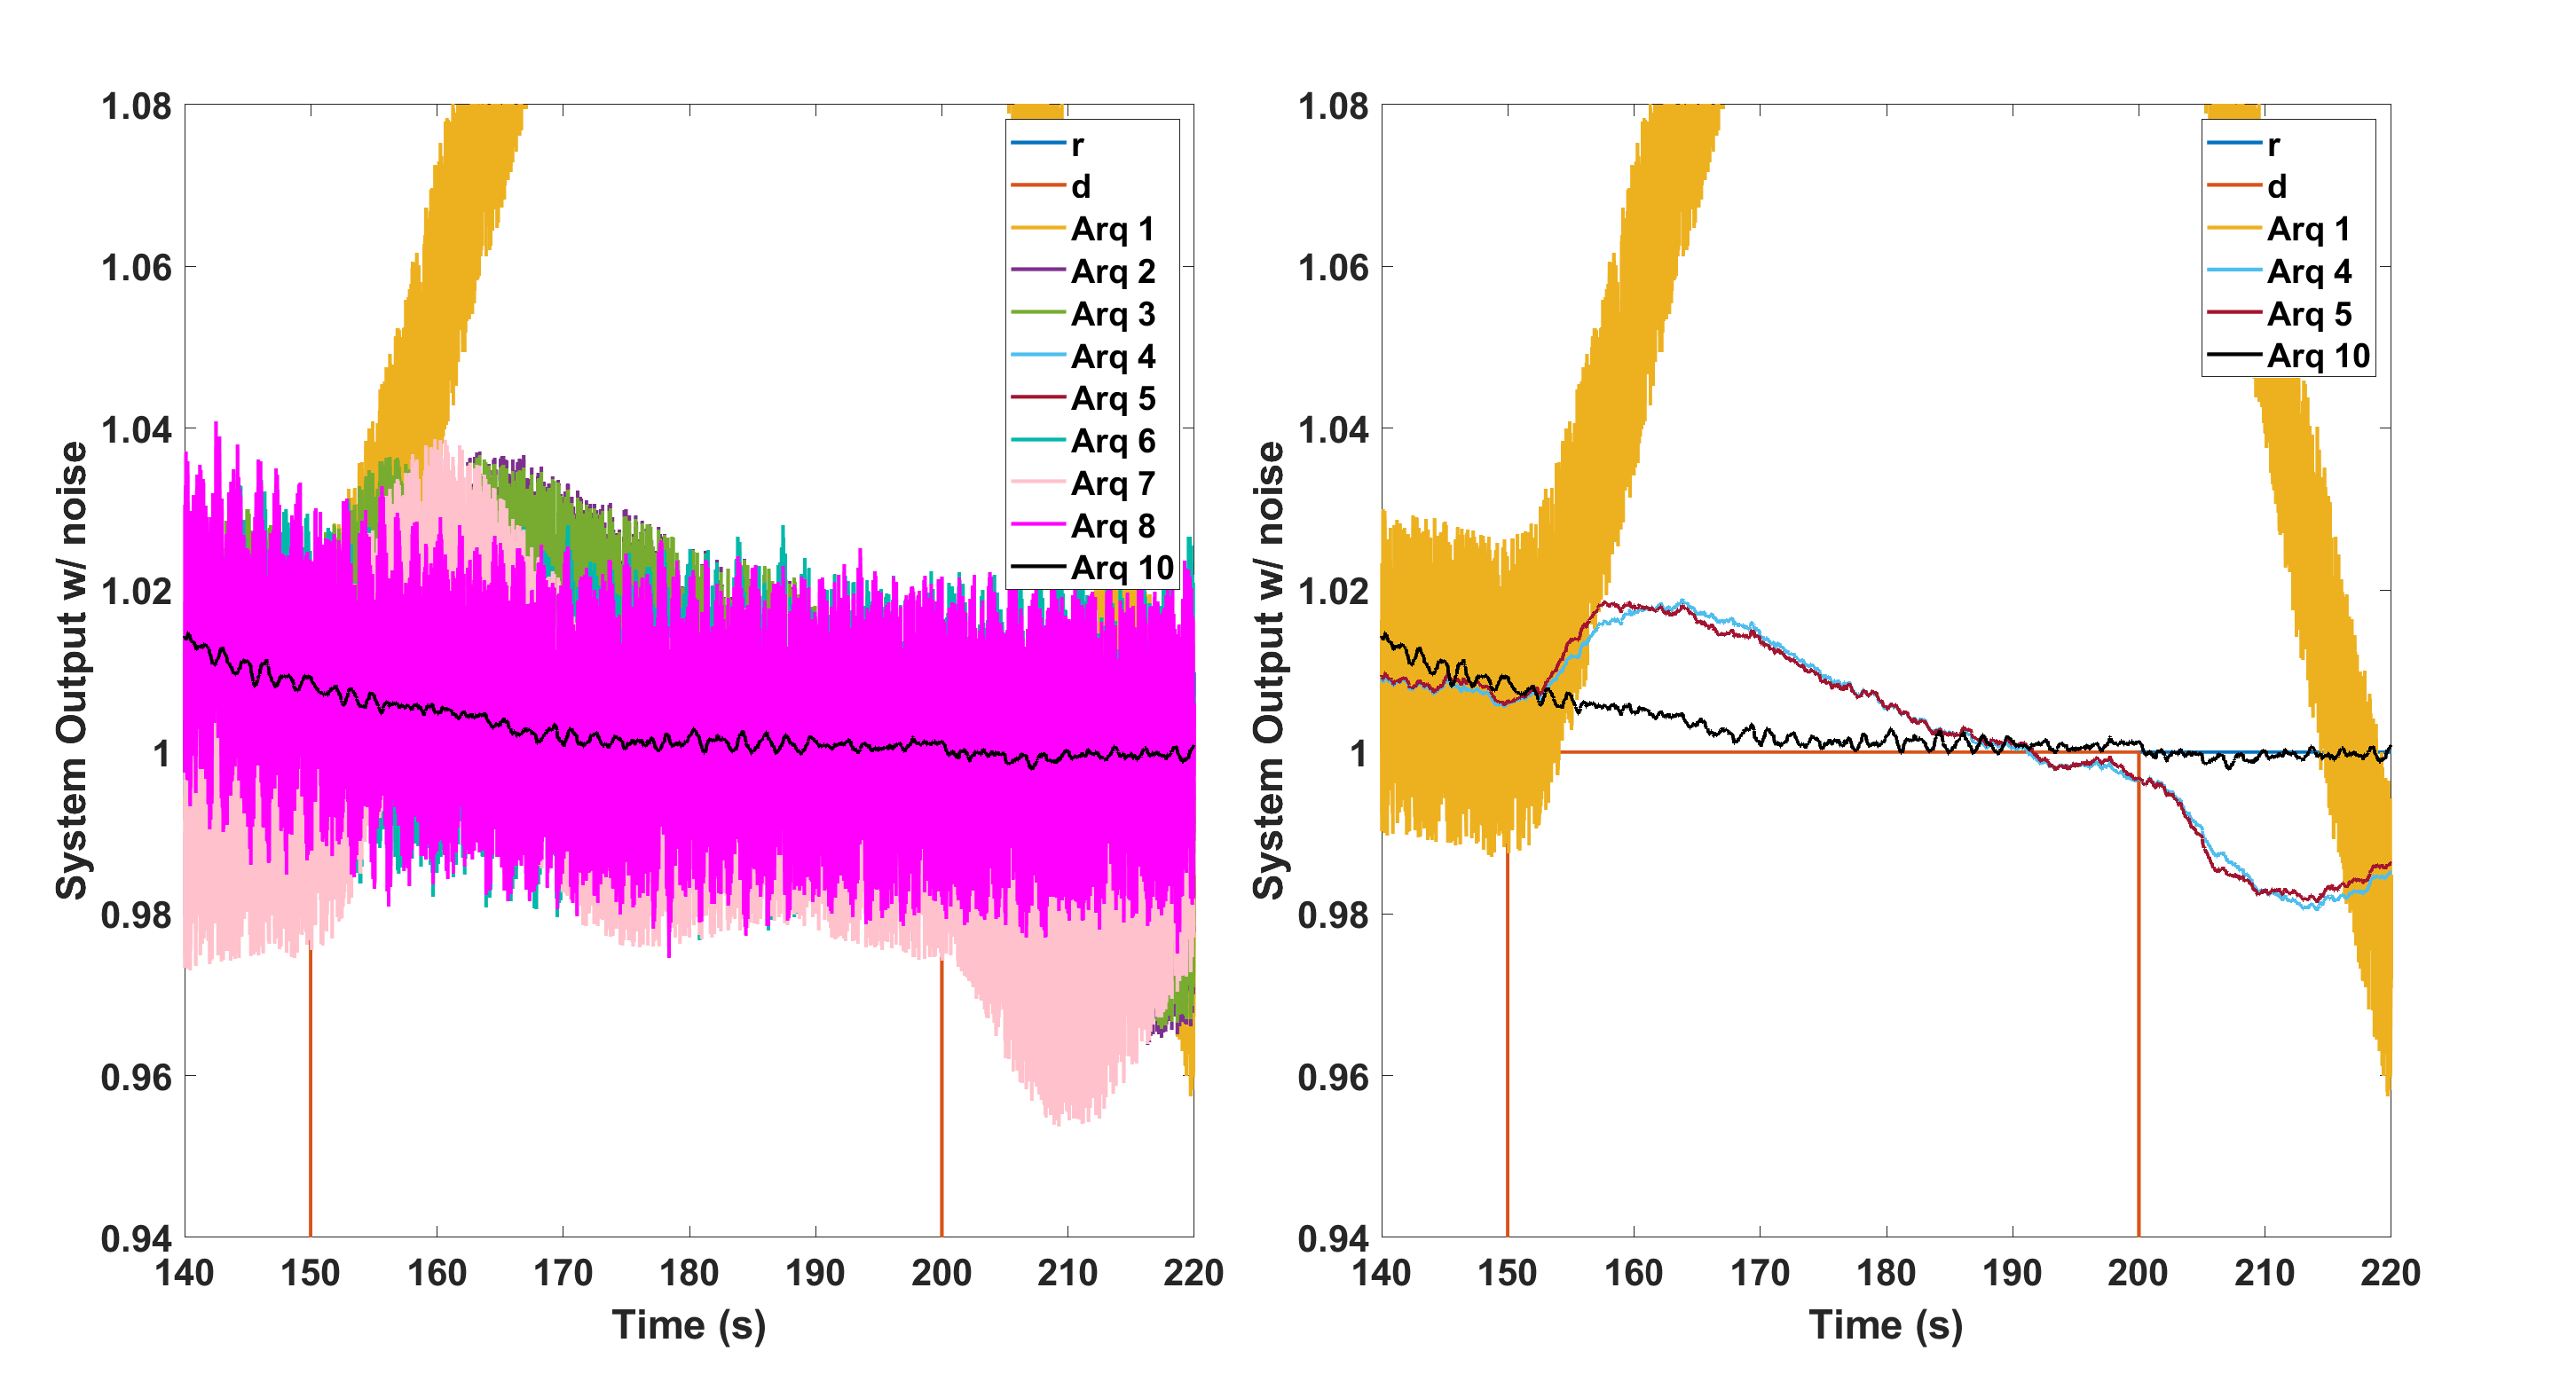 System Output w/ noise
1.08
1.06
1.04
1.02
1
0.98
0.96
0.94
140 150 160 170 180 190 200 210 220
Time (s)
r
d
Arq 1
Arq 2
Arq 3
Arq 4
Arq 5
Arq 6
Arq 7
Arq 8
Arq 10
System Output w/ noise
1.08
1.06
1.04
1.02
1
0.98
0.96
0.94
140 150 160 170 180 190 200 210 220
Time (s)
r
d
Arq 1
Arq 4
Arq 5
Arq 10